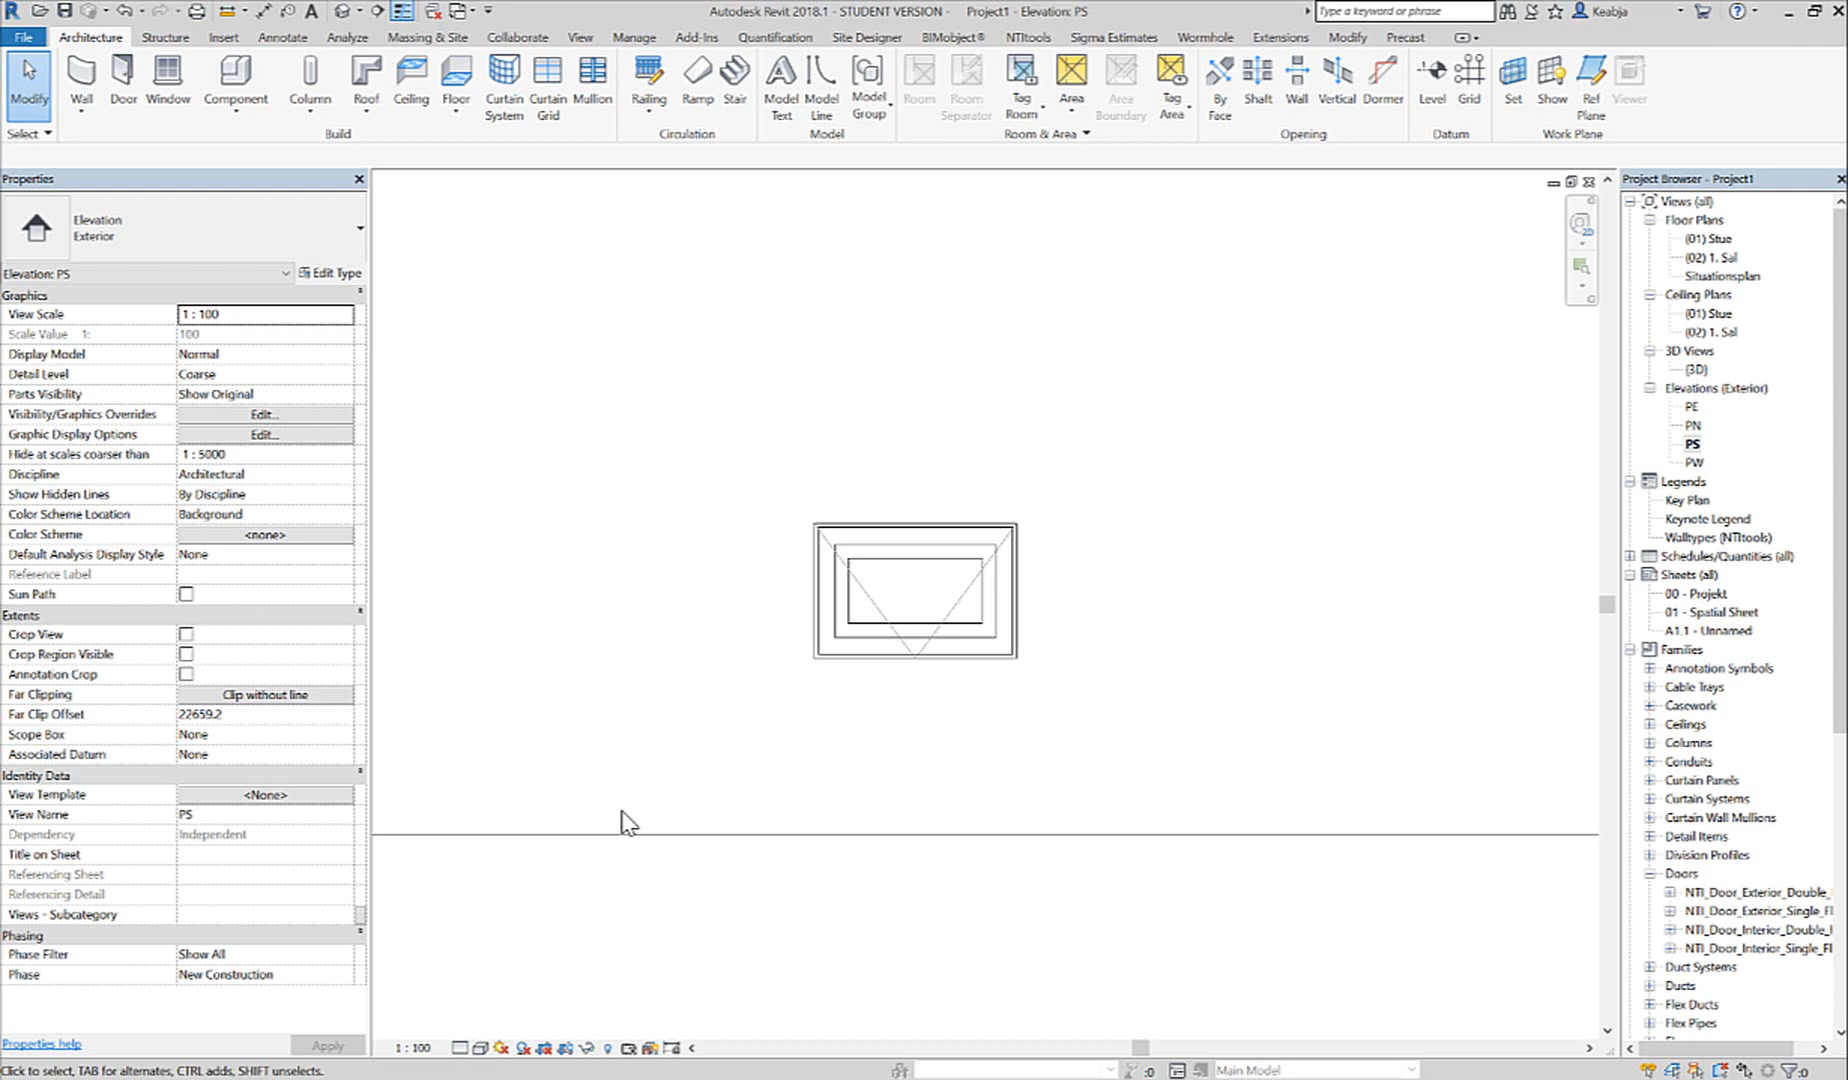 Autodesk Revit 2018.1 - STUDENT VERSION - Project1 - Elevation: PS
Type a keyword or phrase
Keabja
File Architecture Structure Insert Annotate Analyze Massing & Site Collaborate View Manage Add-Ins Quantification Site Designer BIMobject® NTItools Sigma Estimates Wormhole Extensions Modify Precast
Modify Wall Door Window Component Column Roof Ceiling Floor Curtain System Curtain Grid Mullion Railing Ramp Stair Model Text Model Line Model Group Room Room Separator Tag Room Area Area Boundary Tag Area By Face Shaft Wall Vertical Dormer Level Grid Set Show Ref Plane Viewer
Select Build Circulation Model Room & Area Opening Datum Work Plane
Properties
Elevation
Exterior
Elevation: PS Edit Type
Graphics
View Scale 1 : 100
Scale Value 1: 100
Display Model Normal
Detail Level Coarse
Parts Visibility Show Original
Visibility/Graphics Overrides Edit...
Graphic Display Options Edit...
Hide at scales coarser than 1 : 5000
Discipline Architectural
Show Hidden Lines By Discipline
Color Scheme Location Background
Color Scheme <none>
Default Analysis Display Style None
Reference Label
Sun Path
Extents
Crop View
Crop Region Visible
Annotation Crop
Far Clipping Clip without line
Far Clip Offset 22659.2
Scope Box None
Associated Datum None
Identity Data
View Template <None>
View Name PS
Dependency Independent
Title on Sheet
Referencing Sheet
Referencing Detail
Views - Subcategory
Phasing
Phase Filter Show All
Phase New Construction
Properties help Apply
2D
Project Browser - Project1
Views (all)
Floor Plans
(01) Stue
(02) 1. Sal
Situationsplan
Ceiling Plans
(01) Stue
(02) 1. Sal
3D Views
{3D}
Elevations (Exterior)
PE
PN
PS
PW
Legends
Key Plan
Keynote Legend
Walltypes (NTItools)
Schedules/Quantities (all)
Sheets (all)
00 - Projekt
01 - Spatial Sheet
A1.1 - Unnamed
Families
Annotation Symbols
Cable Trays
Casework
Ceilings
Columns
Conduits
Curtain Panels
Curtain Systems
Curtain Wall Mullions
Detail Items
Division Profiles
Doors
NTI_Door_Exterior_Double_
NTI_Door_Exterior_Single_Fl
NTI_Door_Interior_Double_
NTI_Door_Interior_Single_Fl
Duct Systems
Ducts
Flex Ducts
Flex Pipes
1 : 100
Click to select, TAB for alternates, CTRL adds, SHIFT unselects.
:0
Main Model
:0